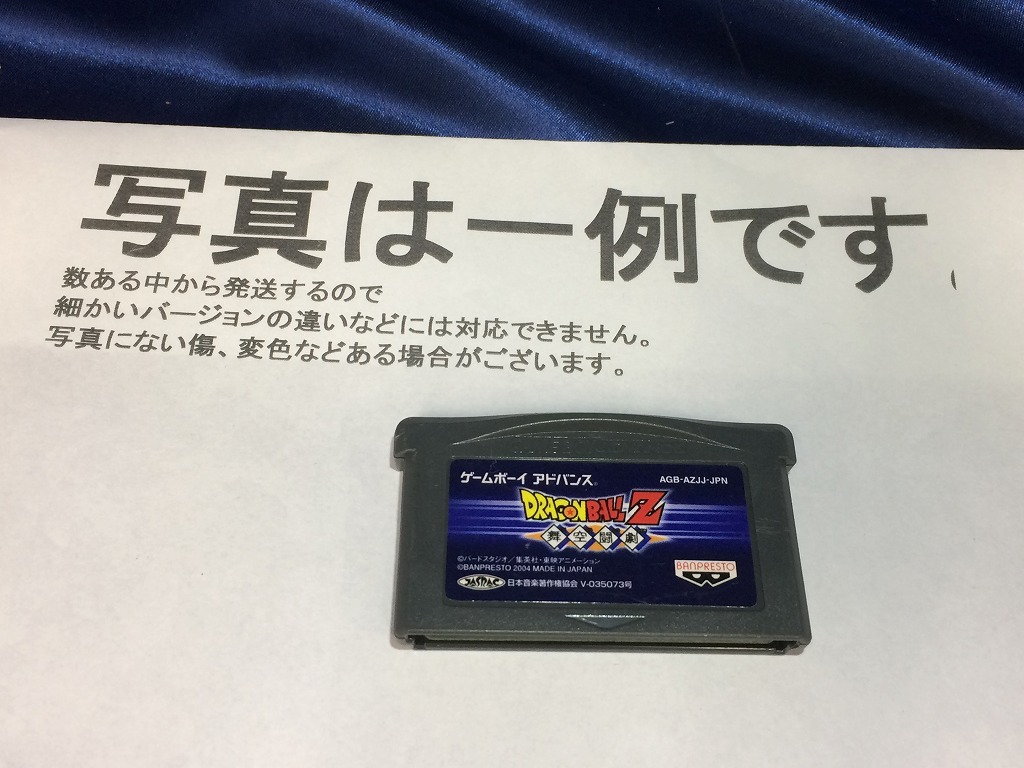 写真は一例です
数ある中から発送するので
細かいバージョンの違いなどには対応できません。
写真にない傷、変色などある場合がございます。
ゲームボーイ アドバンス
AGB-AZJJ-JPN
DRAGON BALL Z
舞空闘劇
©バードスタジオ／集英社・東映アニメーション
©BANPRESTO 2004 MADE IN JAPAN
BANPRESTO
JASRAC 日本音楽著作権協会 V-035073号